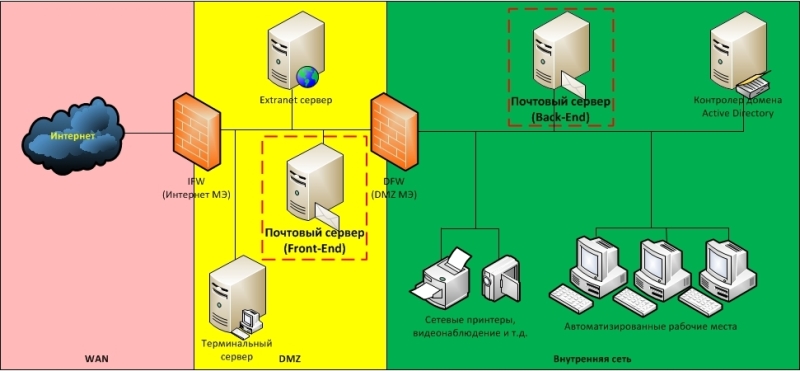 Интернет
IFW
(Интернет МЭ)
WAN
Extranet сервер
Почтовый сервер
(Front-End)
Терминальный
сервер
DMZ
DFW
(DMZ МЭ)
Почтовый сервер
(Back-End)
Контролер домена
Active Directory
Сетевые принтеры,
видеонаблюдение и т.д.
Автоматизированные рабочие места
Внутренняя сеть